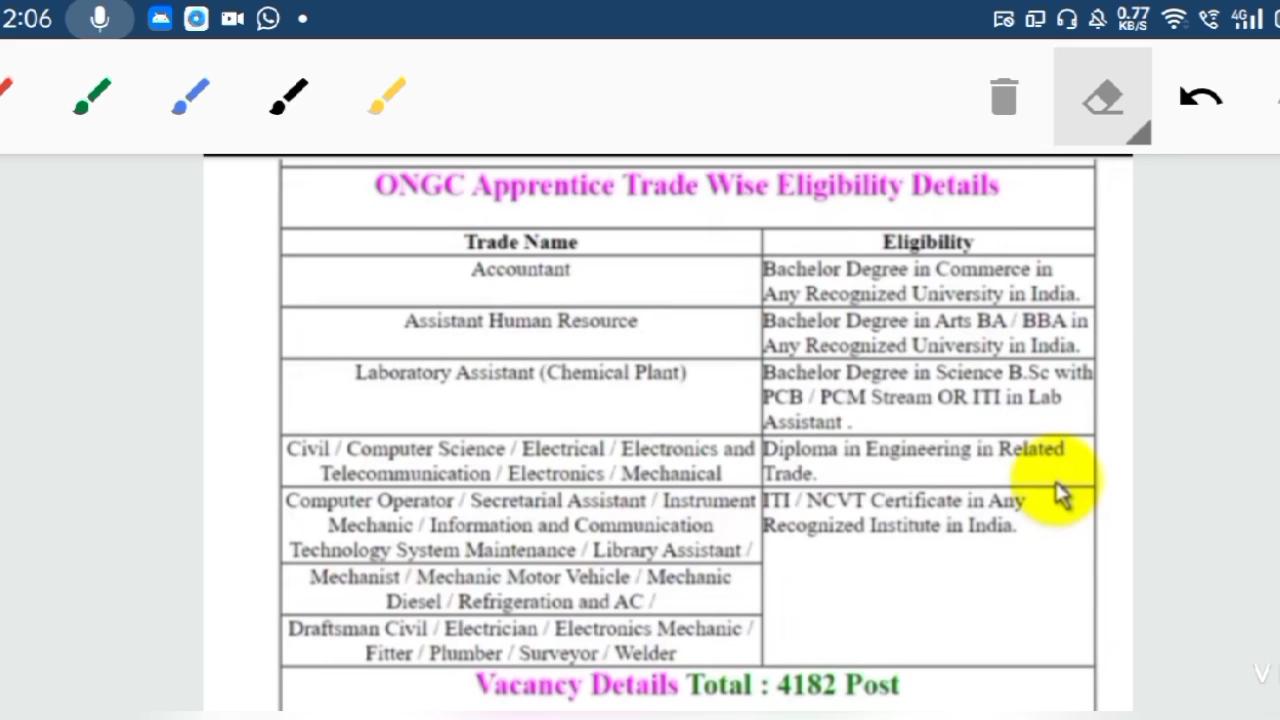 2:06 0.77 KB/S 4G
ONGC Apprentice Trade Wise Eligibility Details
Trade Name Eligibility
Accountant Bachelor Degree in Commerce in
Any Recognized University in India.
Assistant Human Resource Bachelor Degree in Arts BA / BBA in
Any Recognized University in India.
Laboratory Assistant (Chemical Plant) Bachelor Degree in Science B.Sc with
PCB / PCM Stream OR ITI in Lab
Assistant .
Civil / Computer Science / Electrical / Electronics and Diploma in Engineering in Related
Telecommunication / Electronics / Mechanical Trade.
Computer Operator / Secretarial Assistant / Instrument ITI / NCVT Certificate in Any
Mechanic / Information and Communication Recognized Institute in India.
Technology System Maintenance / Library Assistant /
Mechanist / Mechanic Motor Vehicle / Mechanic
Diesel / Refrigeration and AC /
Draftsman Civil / Electrician / Electronics Mechanic /
Fitter / Plumber / Surveyor / Welder
V
Vacancy Details Total : 4182 Post